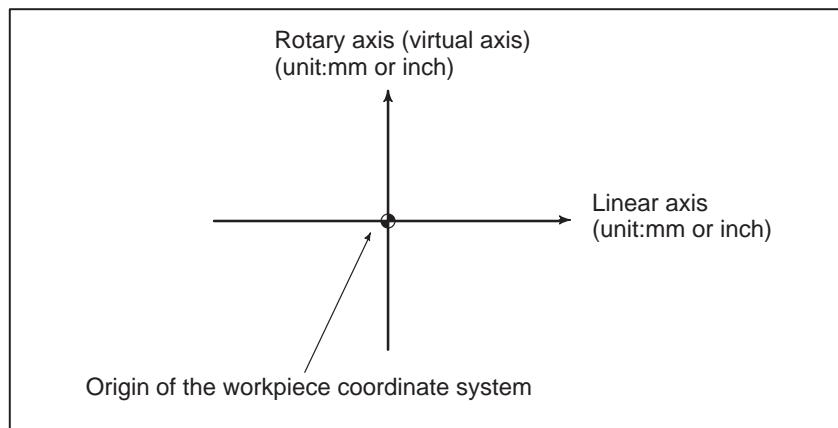 Rotary axis (virtual axis)
(unit:mm or inch)
Linear axis
(unit:mm or inch)
Origin of the workpiece coordinate system